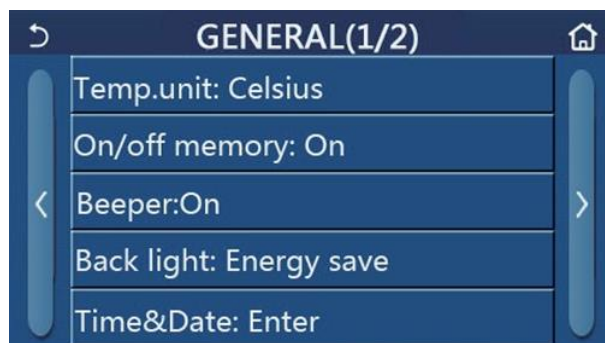 GENERAL(1/2)
Temp.unit: Celsius
On/off memory: On
Beeper:On
Back light: Energy save
Time&Date: Enter